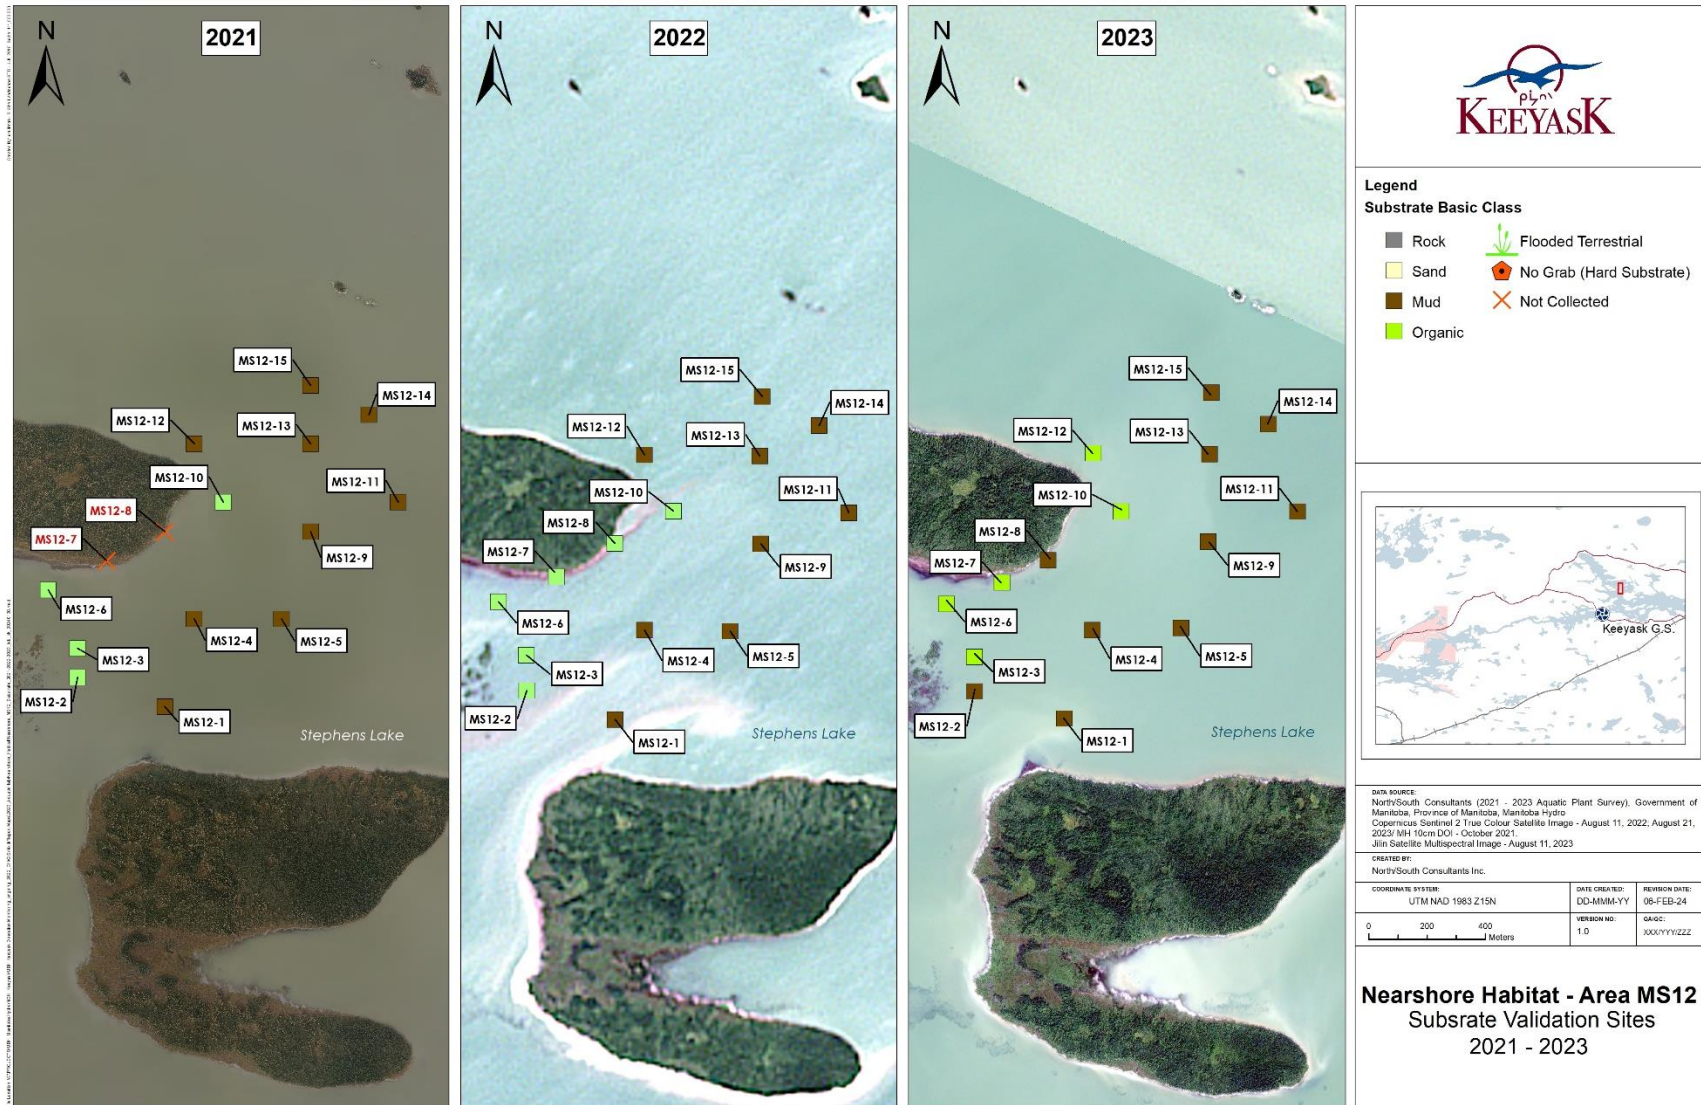 N
2021
MS12-15
MS12-14
MS12-12
MS12-13
MS12-10
MS12-11
MS12-8
MS12-7
MS12-9
MS12-6
MS12-4
MS12-5
MS12-3
MS12-2
MS12-1
Stephens Lake
N
2022
MS12-15
MS12-14
MS12-12
MS12-13
MS12-10
MS12-11
MS12-8
MS12-7
MS12-9
MS12-6
MS12-4
MS12-5
MS12-3
MS12-2
MS12-1
Stephens Lake
N
2023
MS12-15
MS12-14
MS12-12
MS12-13
MS12-10
MS12-11
MS12-8
MS12-7
MS12-9
MS12-6
MS12-4
MS12-5
MS12-3
MS12-2
MS12-1
Stephens Lake
KEEYASK
Legend
Substrate Basic Class
Rock
Sand
Mud
Organic
Flooded Terrestrial
No Grab (Hard Substrate)
Not Collected
Keeyask G.S.
DATA SOURCE:
North/South Consultants (2021 - 2023 Aquatic Plant Survey), Government of
Manitoba, Province of Manitoba, Manitoba Hydro
Copernicus Sentinel 2 True Colour Satellite Image - August 11, 2022; August 21,
2023/ MH 10cm DOI - October 2021.
Jilin Satellite Multispectral Image - August 11, 2023
CREATED BY:
North/South Consultants Inc.
COORDINATE SYSTEM:
UTM NAD 1983 Z15N
DATE CREATED:
DD-MMM-YY
REVISION DATE:
06-FEB-24
0 200 400
Meters
VERSION NO:
1.0
QA/QC:
XXX/YYY/ZZZ
Nearshore Habitat - Area MS12
Subsrate Validation Sites
2021 - 2023